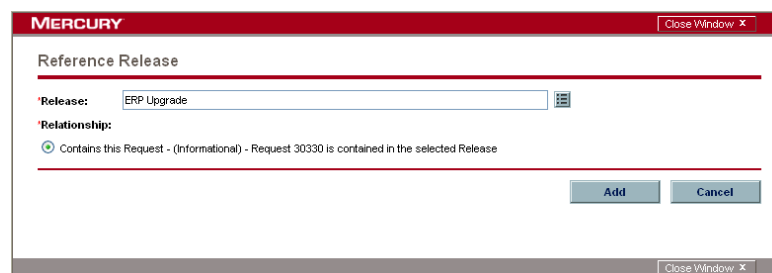 MERCURY
Close Window X
Reference Release
*Release: ERP Upgrade
*Relationship:
Contains this Request - (Informational) - Request 30330 is contained in the selected Release
Add Cancel
Close Window X